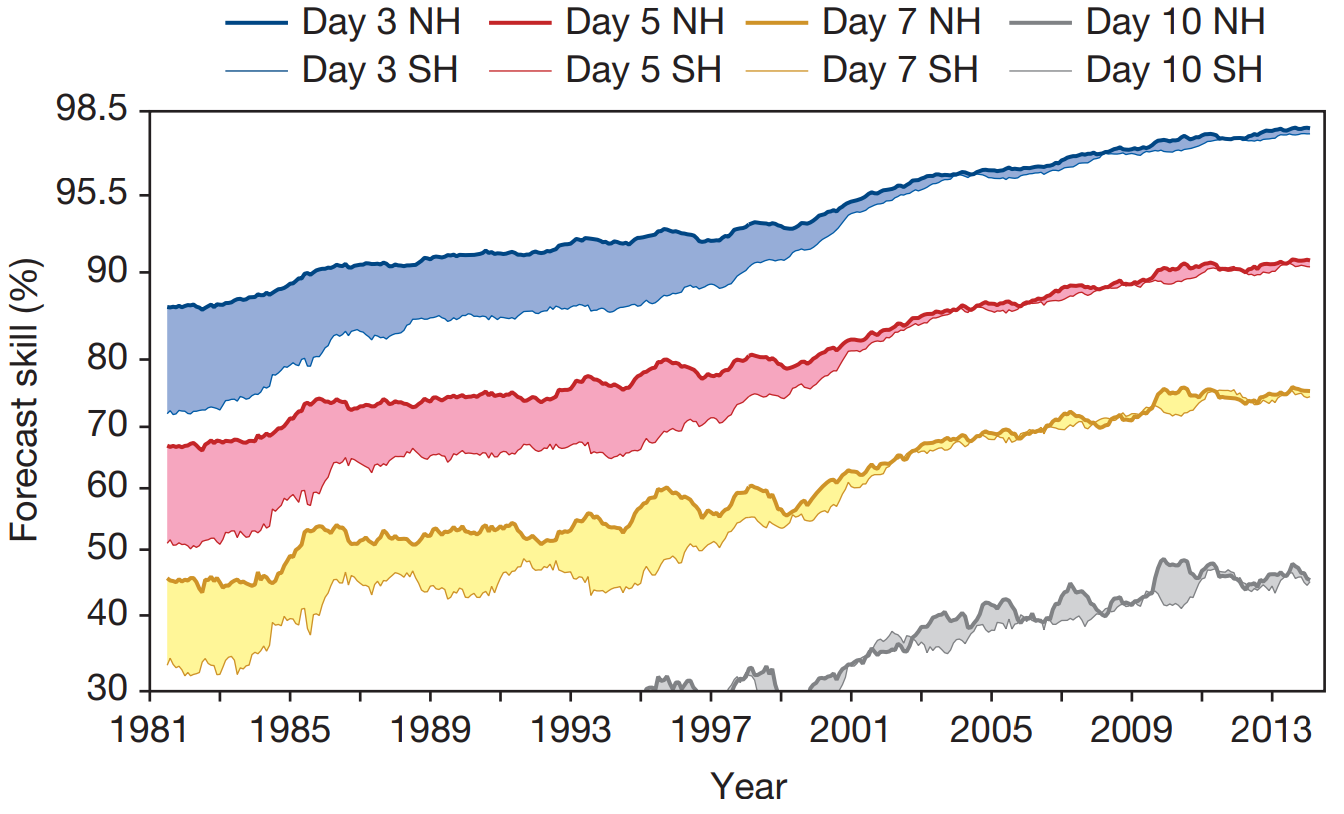 Day 3 NH Day 5 NH Day 7 NH Day 10 NH
Day 3 SH Day 5 SH Day 7 SH Day 10 SH
98.5
95.5
90
80
70
60
50
40
30
Forecast skill (%)
1981 1985 1989 1993 1997 2001 2005 2009 2013
Year